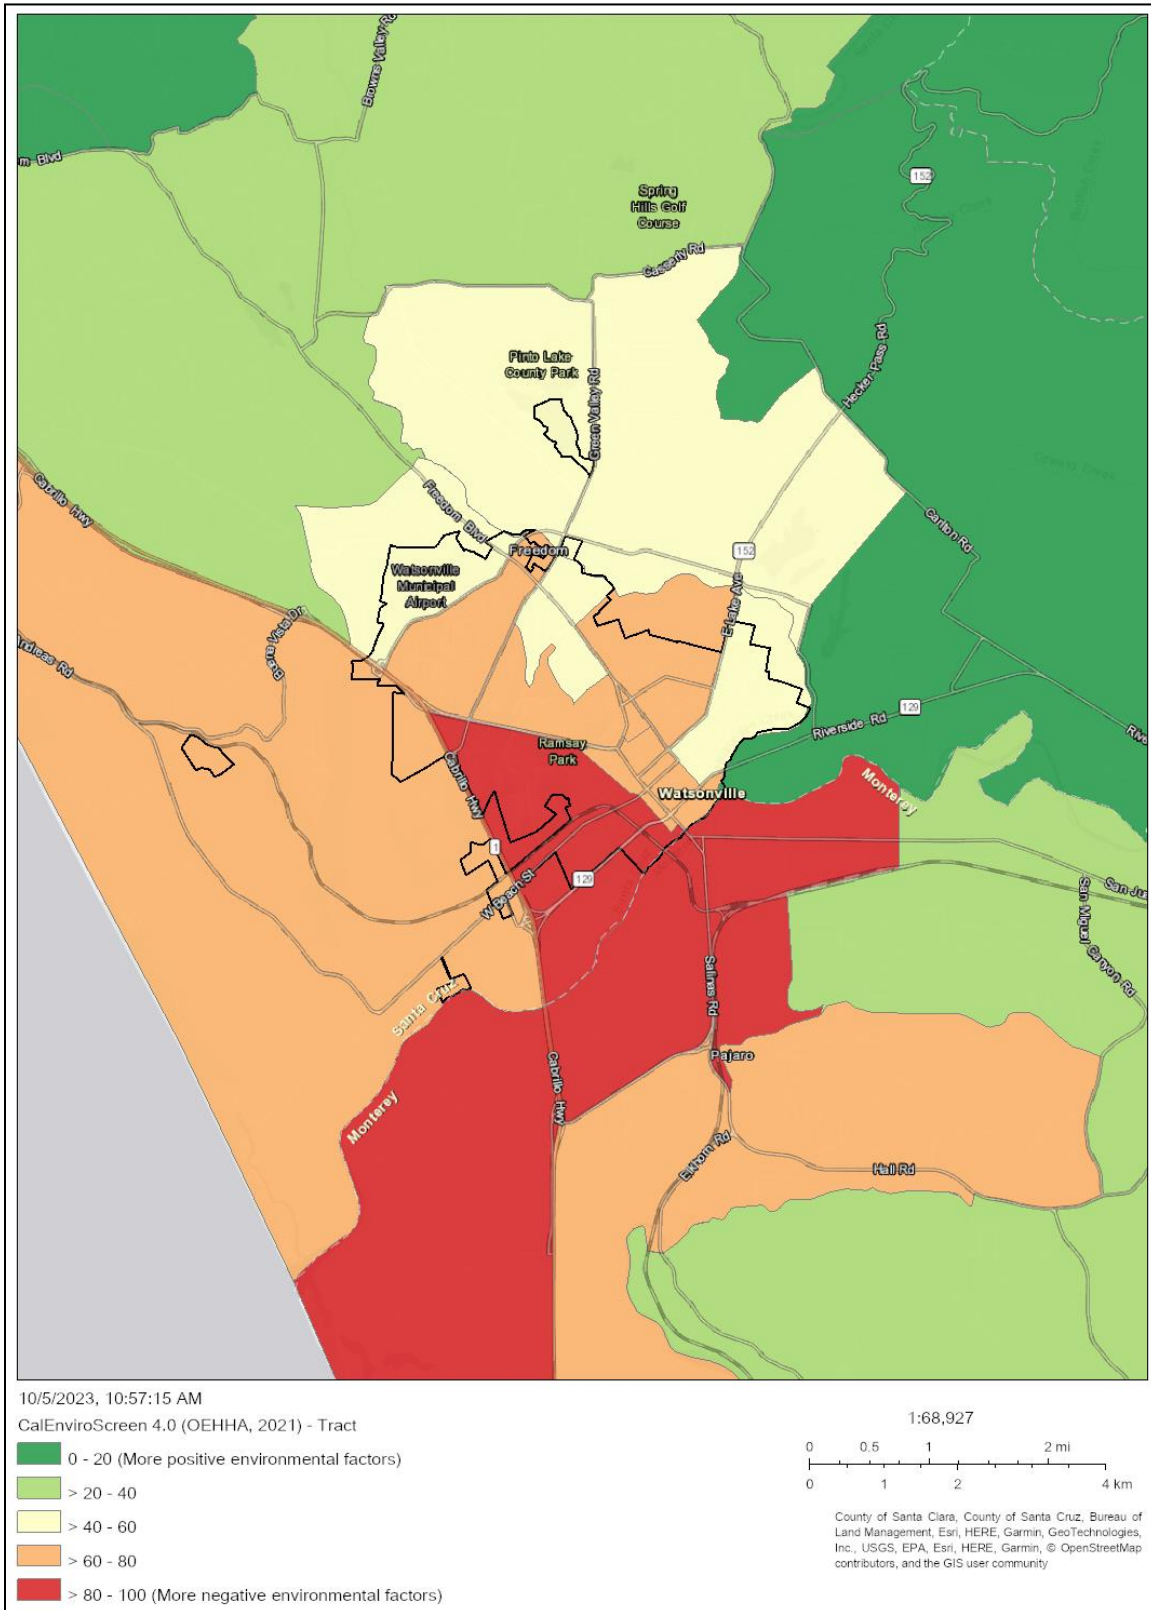 Browns Valley Rd
m Blvd
152
Spring
Hills Golf
Course
Casserly Rd
Hecker Pass Rd
Pinto Lake
County Park
Green Valley Rd
Cabrillo Hwy
Freedom Blvd
Carlton Rd
Freedom
152
Watsonville
Municipal
Airport
E Lake Ave
Buena Vista Dr
Andreas Rd
129
Riverside Rd
Rive
Ramsay
Park
Cabrillo Hwy
Monterey
Watsonville
1
129
W Beach St
San Ju
San Miguel Canyon Rd
Salinas Rd
Santa Cruz
Pajaro
Cabrillo Hwy
Monterey
Elkhorn Rd
Hall Rd
10/5/2023, 10:57:15 AM
CalEnviroScreen 4.0 (OEHHA, 2021) - Tract
0 - 20 (More positive environmental factors)
> 20 - 40
> 40 - 60
> 60 - 80
> 80 - 100 (More negative environmental factors)
1:68,927
0 0.5 1 2 mi
0 1 2 4 km
County of Santa Clara, County of Santa Cruz, Bureau of
Land Management, Esri, HERE, Garmin, GeoTechnologies,
Inc., USGS, EPA, Esri, HERE, Garmin, © OpenStreetMap
contributors, and the GIS user community